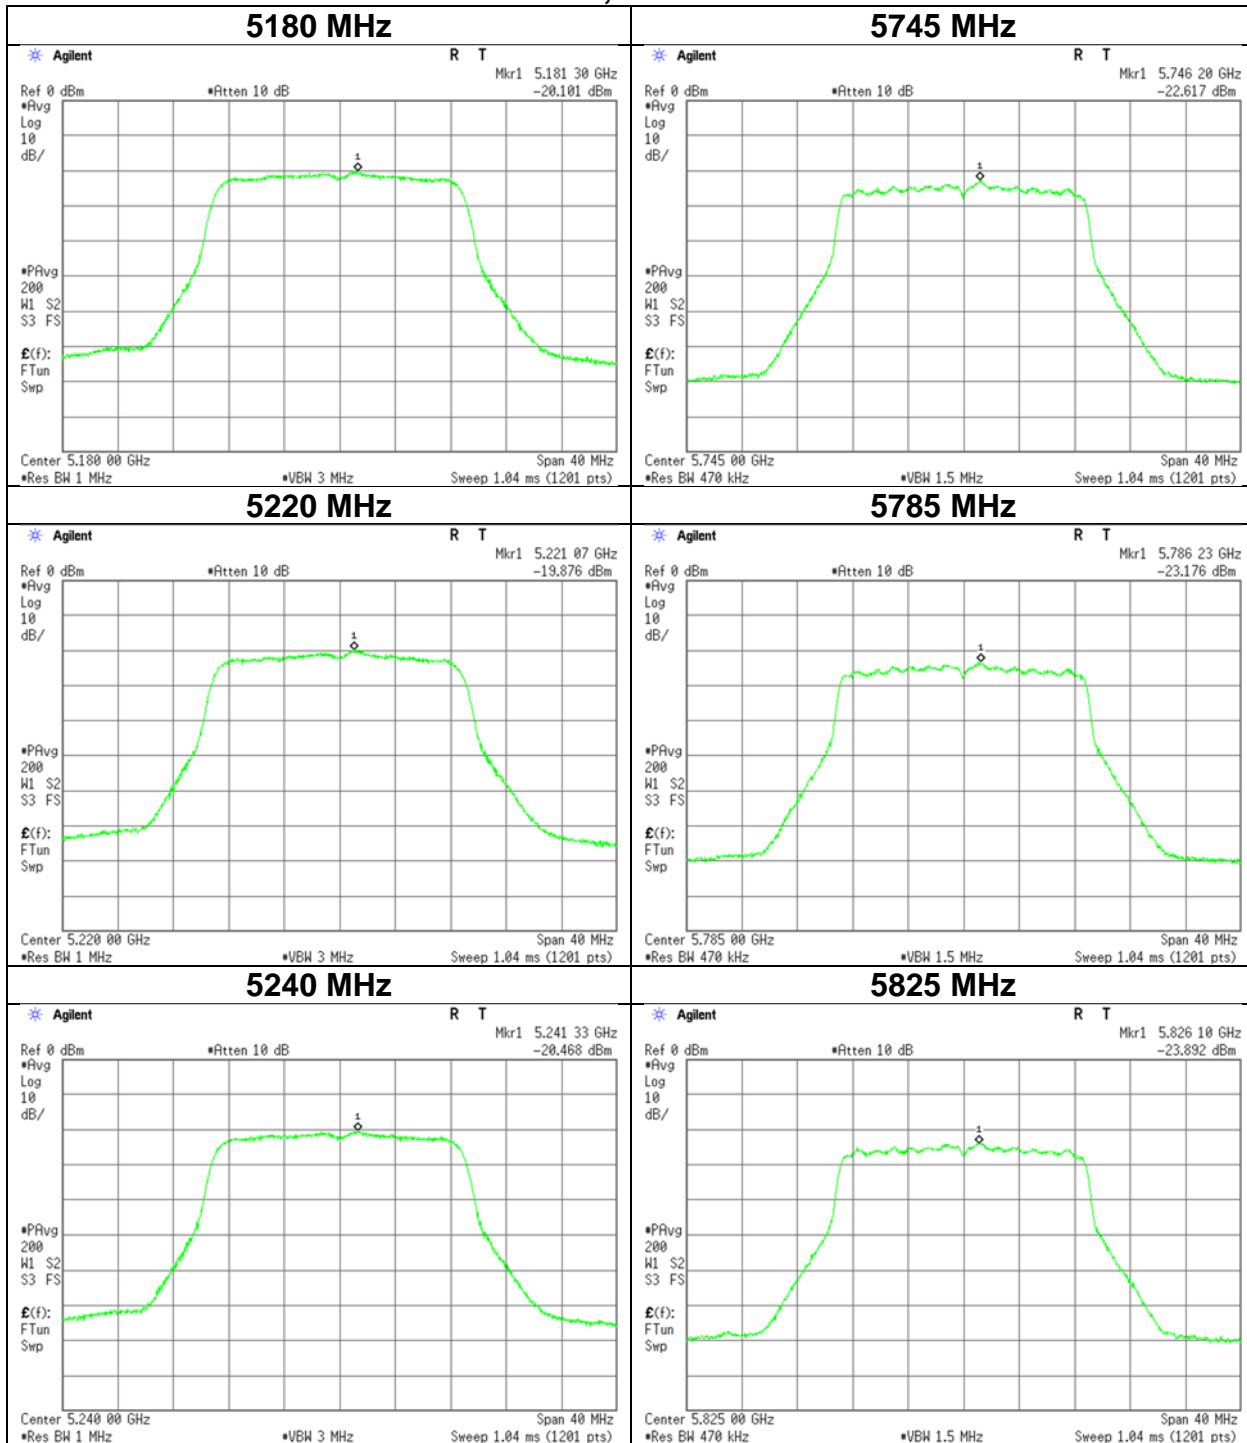 5180 MHz
Agilent R T
Mkr1 5.181 30 GHz
Ref 0 dBm #Atten 10 dB -20.101 dBm
#Avg
Log
10
dB/
1
#PAvg
200
W1 S2
S3 FS
£(f):
FTun
Swp
Center 5.180 00 GHz Span 40 MHz
#Res BW 1 MHz #VBW 3 MHz Sweep 1.04 ms (1201 pts)
5745 MHz
Agilent R T
Mkr1 5.746 20 GHz
Ref 0 dBm #Atten 10 dB -22.617 dBm
#Avg
Log
10
dB/
1
#PAvg
200
W1 S2
S3 FS
£(f):
FTun
Swp
Center 5.745 00 GHz Span 40 MHz
#Res BW 470 kHz #VBW 1.5 MHz Sweep 1.04 ms (1201 pts)
5220 MHz
Agilent R T
Mkr1 5.221 07 GHz
Ref 0 dBm #Atten 10 dB -19.876 dBm
#Avg
Log
10
dB/
1
#PAvg
200
W1 S2
S3 FS
£(f):
FTun
Swp
Center 5.220 00 GHz Span 40 MHz
#Res BW 1 MHz #VBW 3 MHz Sweep 1.04 ms (1201 pts)
5785 MHz
Agilent R T
Mkr1 5.786 23 GHz
Ref 0 dBm #Atten 10 dB -23.176 dBm
#Avg
Log
10
dB/
1
#PAvg
200
W1 S2
S3 FS
£(f):
FTun
Swp
Center 5.785 00 GHz Span 40 MHz
#Res BW 470 kHz #VBW 1.5 MHz Sweep 1.04 ms (1201 pts)
5240 MHz
Agilent R T
Mkr1 5.241 33 GHz
Ref 0 dBm #Atten 10 dB -20.468 dBm
#Avg
Log
10
dB/
1
#PAvg
200
W1 S2
S3 FS
£(f):
FTun
Swp
Center 5.240 00 GHz Span 40 MHz
#Res BW 1 MHz #VBW 3 MHz Sweep 1.04 ms (1201 pts)
5825 MHz
Agilent R T
Mkr1 5.826 10 GHz
Ref 0 dBm #Atten 10 dB -23.892 dBm
#Avg
Log
10
dB/
1
#PAvg
200
W1 S2
S3 FS
£(f):
FTun
Swp
Center 5.825 00 GHz Span 40 MHz
#Res BW 470 kHz #VBW 1.5 MHz Sweep 1.04 ms (1201 pts)